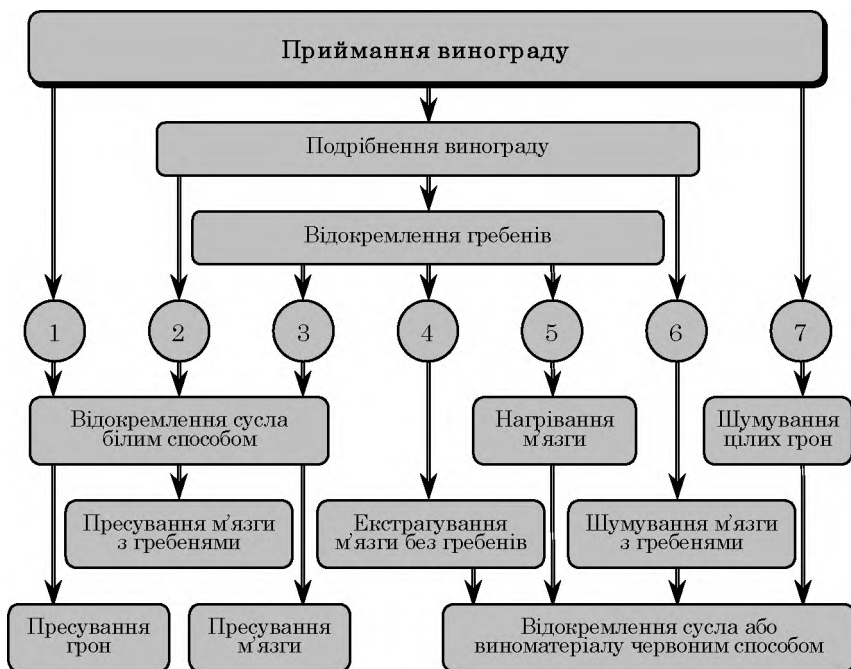 Приймання винограду
Подрібнення винограду
Відокремлення гребенів
1 2 3 4 5 6 7
Відокремлення сусла
білим способом
Нагрівання
м'язги
Шумування
цілих грон
Пресування м'язги
з гребенями
Екстрагування
м'язги без гребенів
Шумування м'язги
з гребенями
Пресування
грон
Пресування
м'язги
Відокремлення сусла або
виноматеріалу червоним способом